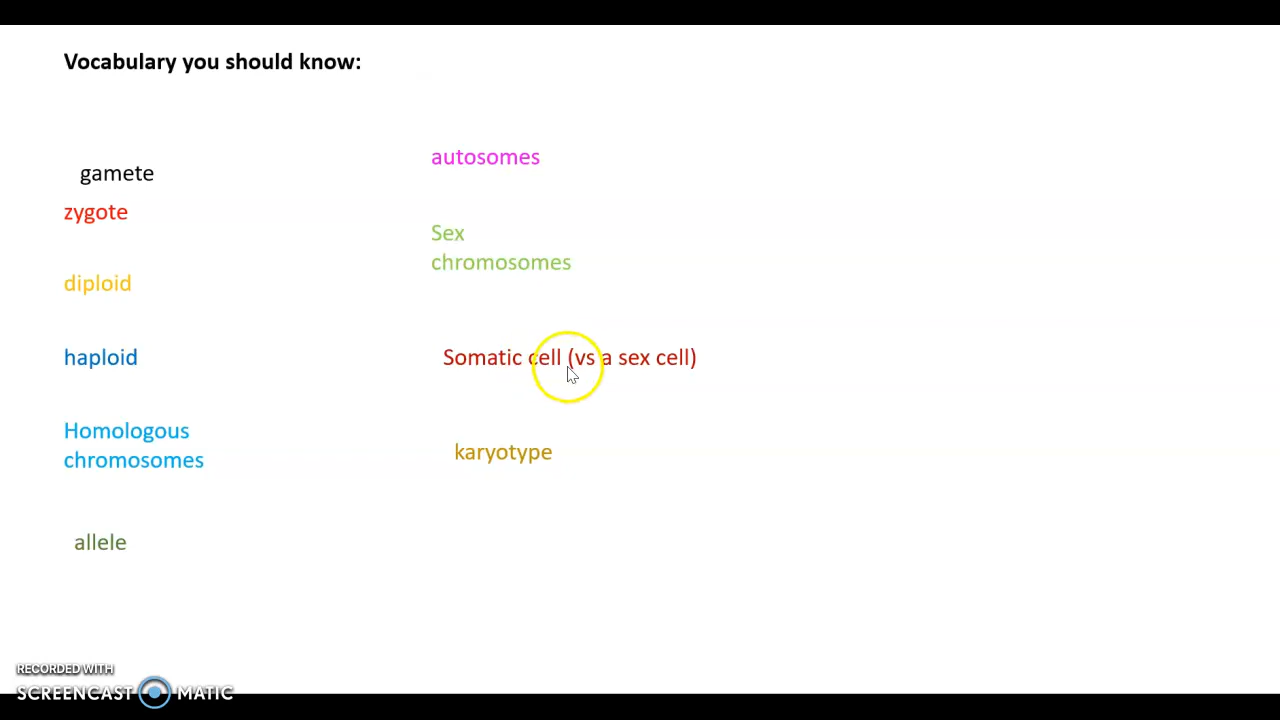 Vocabulary you should know:
gamete
zygote
diploid
haploid
Homologous
chromosomes
allele
autosomes
Sex
chromosomes
Somatic cell (vs a sex cell)
karyotype
RECORDED WITH
SCREENCAST MATIC